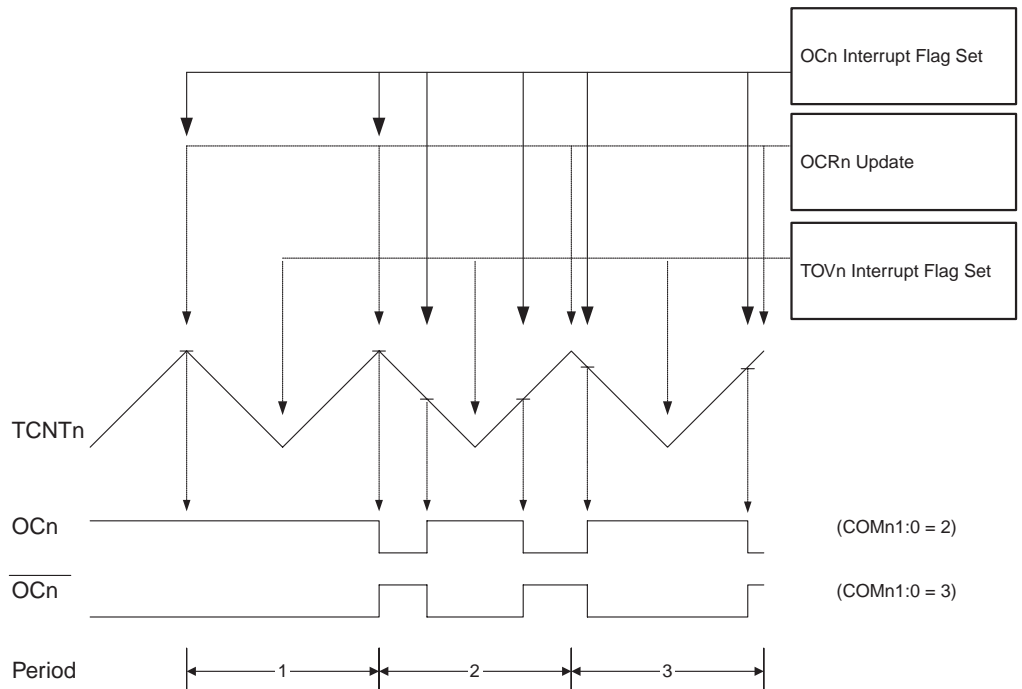 OCn Interrupt Flag Set
OCRn Update
TOVn Interrupt Flag Set
TCNTn
OCn (COMn1:0 = 2)
OCn (COMn1:0 = 3)
Period 1 2 3